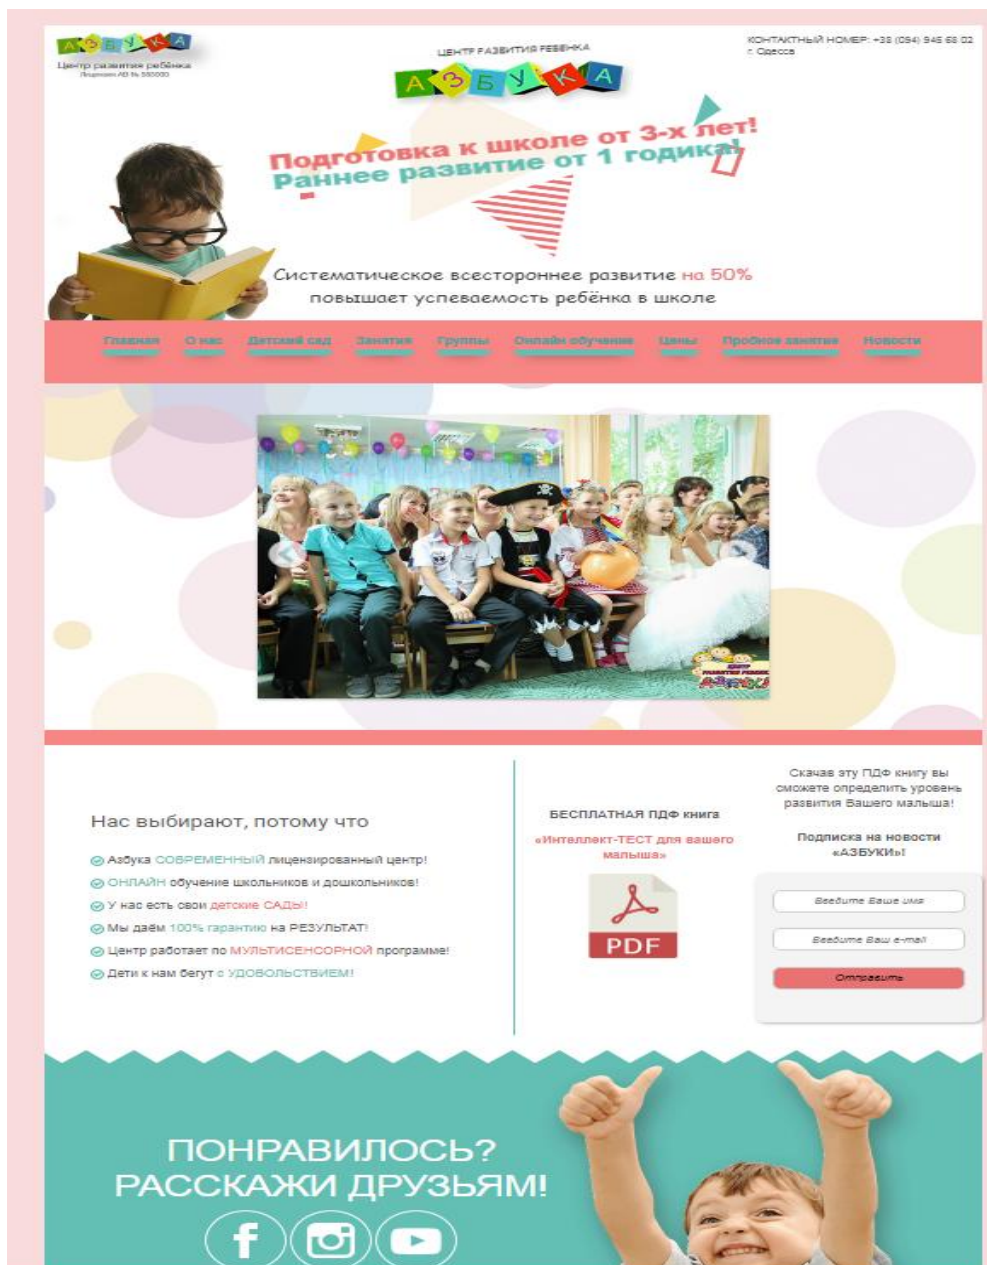 АЗБУКА
Центр развития ребёнка
ЦЕНТР РАЗВИТИЯ РЕБЕНКА
АЗБУКА
КОНТАКТНЫЙ НОМЕР: +38 (094) 945 68 02
г. Одесса
Подготовка к школе от 3-х лет!
Раннее развитие от 1 годика!
Систематическое всестороннее развитие на 50%
повышает успеваемость ребёнка в школе
Главная О нас Детский сад Занятия Группы Онлайн обучение Цены Пробное занятие Новости
ЦЕНТР
РАЗВИТИЯ РЕБЕНКА
АЗБУКА
Нас выбирают, потому что
Азбука СОВРЕМЕННЫЙ лицензированный центр!
ОНЛАЙН обучение школьников и дошкольников!
У нас есть свои детские САДЫ!
Мы даём 100% гарантию на РЕЗУЛЬТАТ!
Центр работает по МУЛЬТИСЕНСОРНОЙ программе!
Дети к нам бегут с УДОВОЛЬСТВИЕМ!
БЕСПЛАТНАЯ ПДФ книга
«Интеллект-ТЕСТ для вашего
малыша»
PDF
Скачав эту ПДФ книгу вы
сможете определить уровень
развития Вашего малыша!
Подписка на новости
«АЗБУКИ»!
Введите Ваше имя
Введите Ваш e-mail
Отправить
ПОНРАВИЛОСЬ?
РАССКАЖИ ДРУЗЬЯМ!